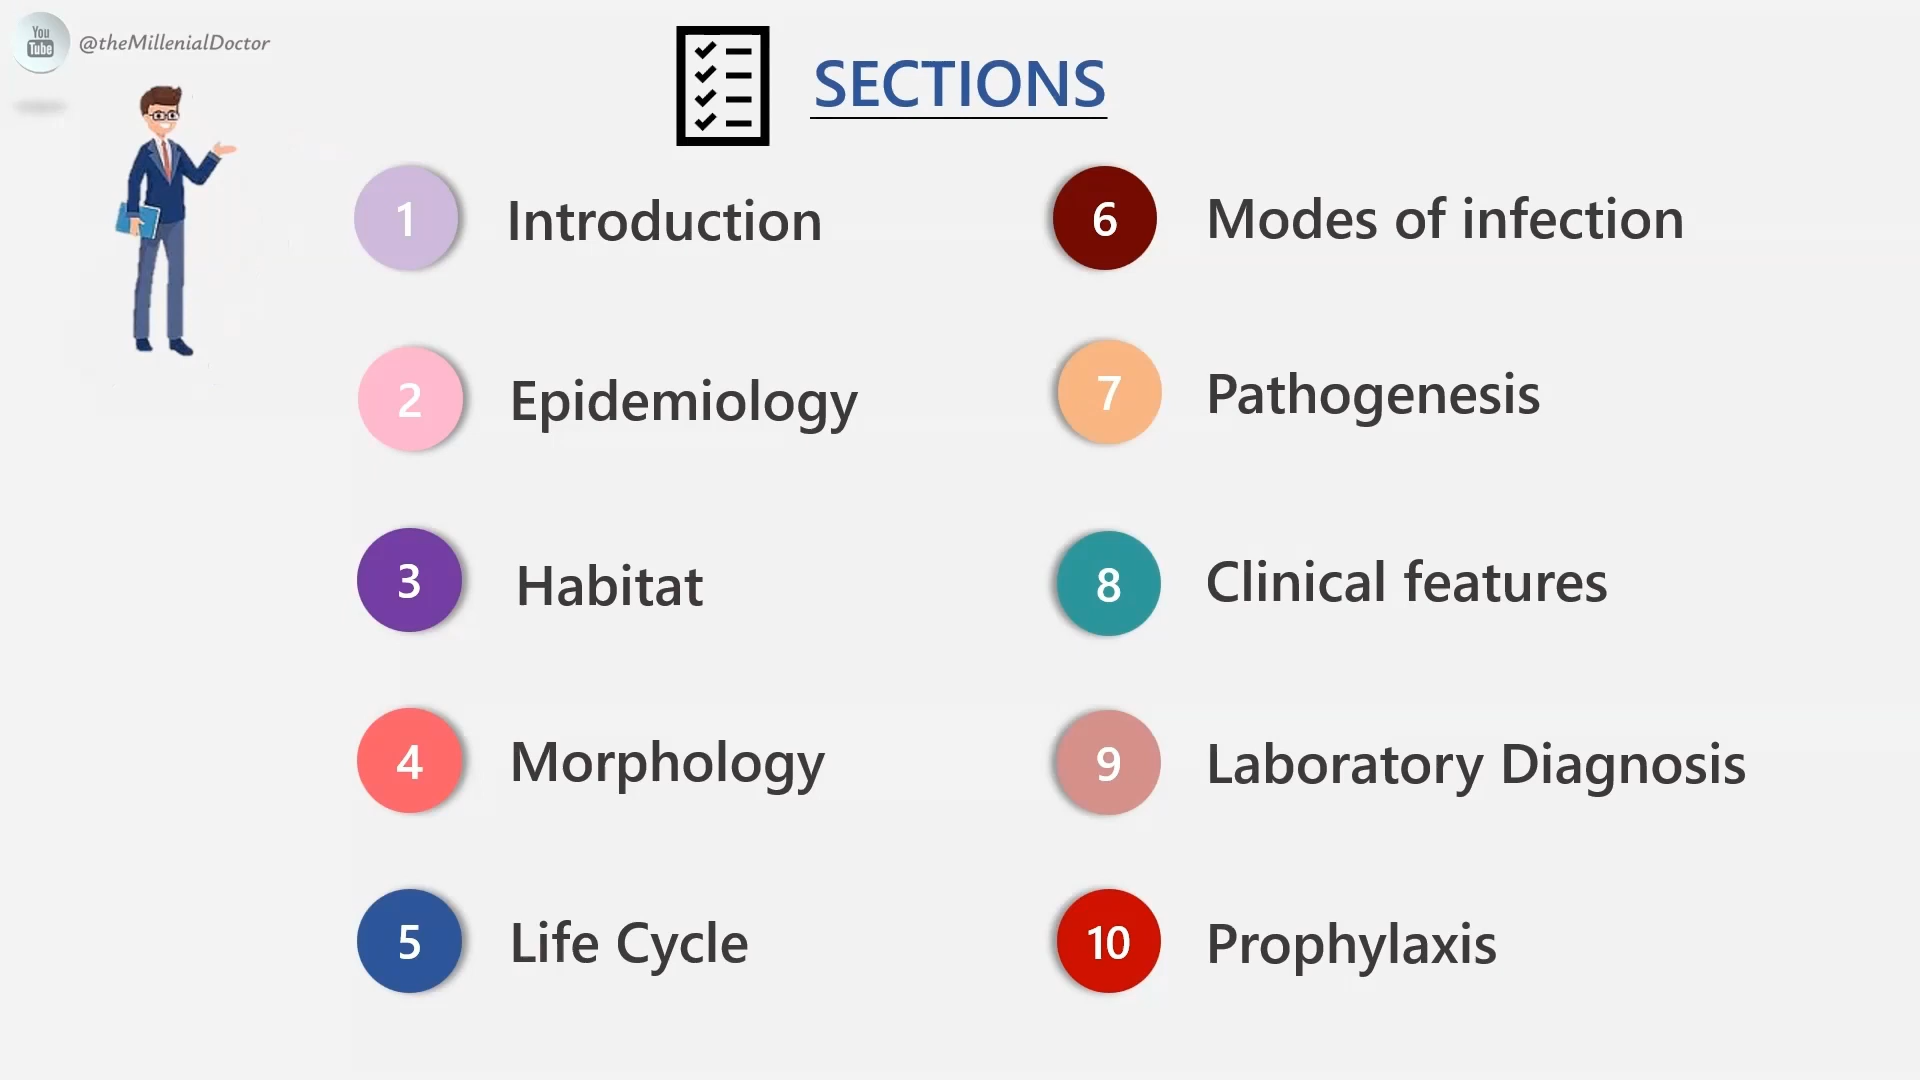 You
Tube
@theMillenialDoctor
SECTIONS
1 Introduction
2 Epidemiology
3 Habitat
4 Morphology
5 Life Cycle
6 Modes of infection
7 Pathogenesis
8 Clinical features
9 Laboratory Diagnosis
10 Prophylaxis